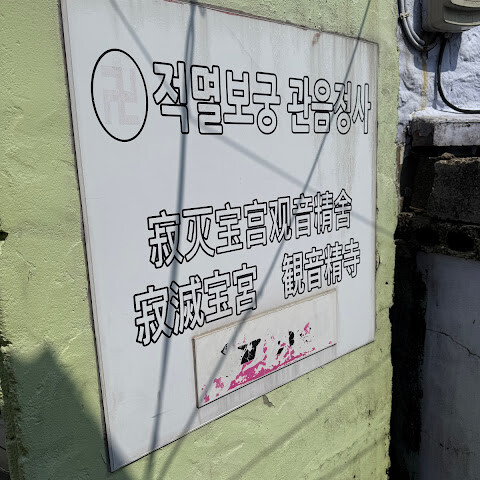 卍 적멸보궁 관음정사
寂灭宝宫观音精舍
寂滅宝宮 観音精寺